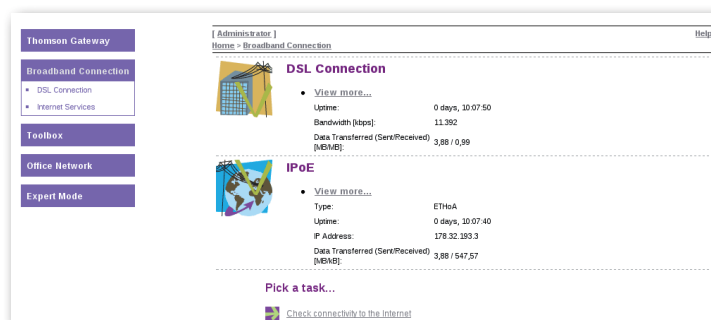 [ Administrator ]
Help
Home > Broadband Connection
Thomson Gateway
Broadband Connection
DSL Connection
Internet Services
Toolbox
Office Network
Expert Mode
DSL Connection
View more...
Uptime: 0 days, 10:07:50
Bandwidth [kbps]: 11.392
Data Transferred (Sent/Received) [MB/MB]: 3,88 / 0,99
IPoE
View more...
Type: ETHoA
Uptime: 0 days, 10:07:40
IP Address: 178.32.193.3
Data Transferred (Sent/Received) [MB/kB]: 3,88 / 547,57
Pick a task...
Check connectivity to the Internet